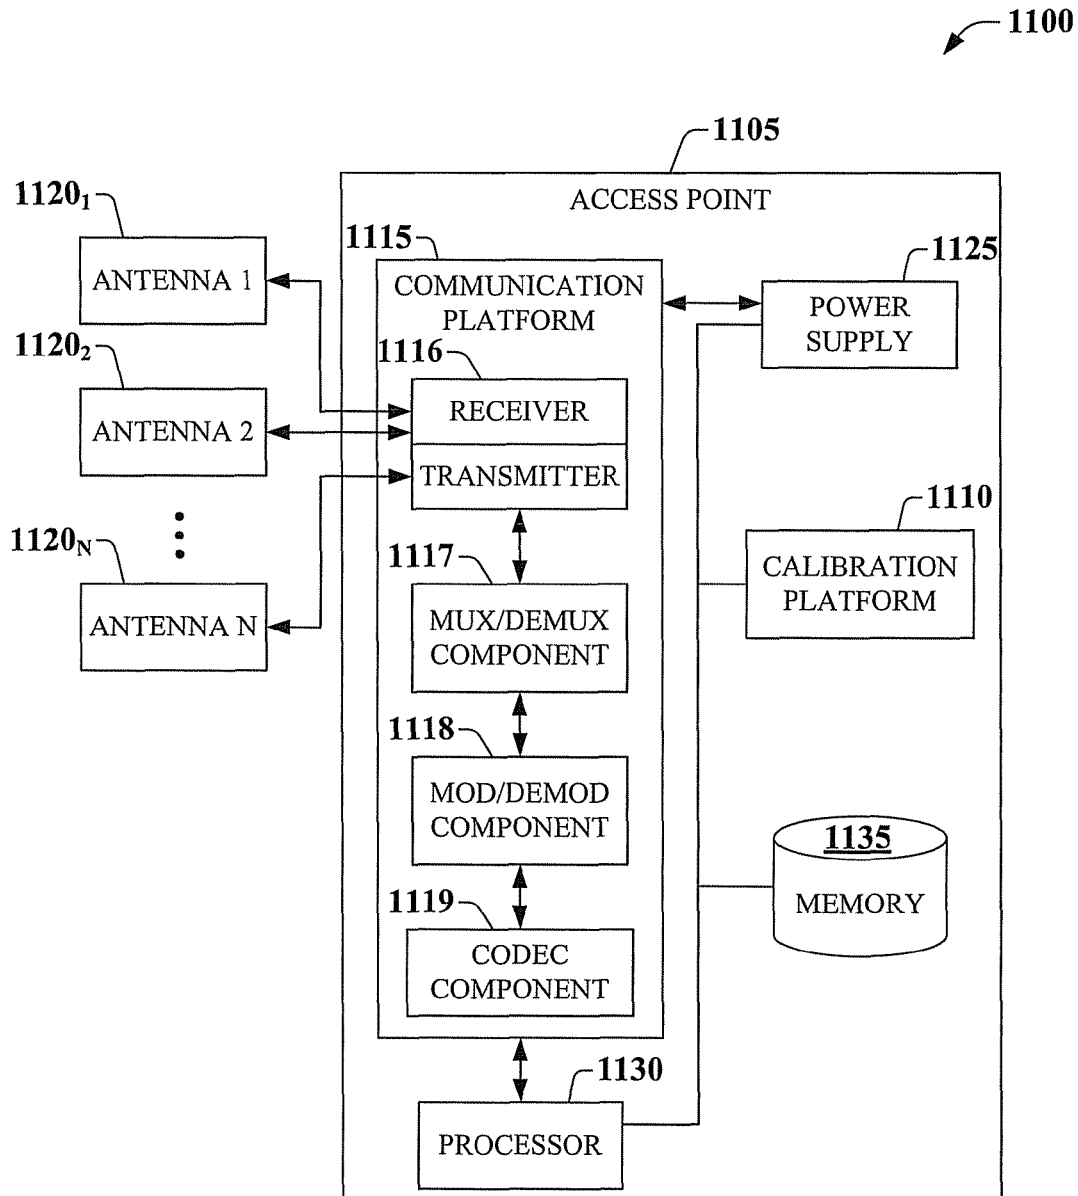 1100
1105
ACCESS POINT
1120₁
ANTENNA 1
1115
COMMUNICATION
PLATFORM
1125
POWER
SUPPLY
1120₂
ANTENNA 2
1116
RECEIVER
TRANSMITTER
1120ₙ
ANTENNA N
1110
CALIBRATION
PLATFORM
1117
MUX/DEMUX
COMPONENT
1118
MOD/DEMOD
COMPONENT
1135
MEMORY
1119
CODEC
COMPONENT
1130
PROCESSOR